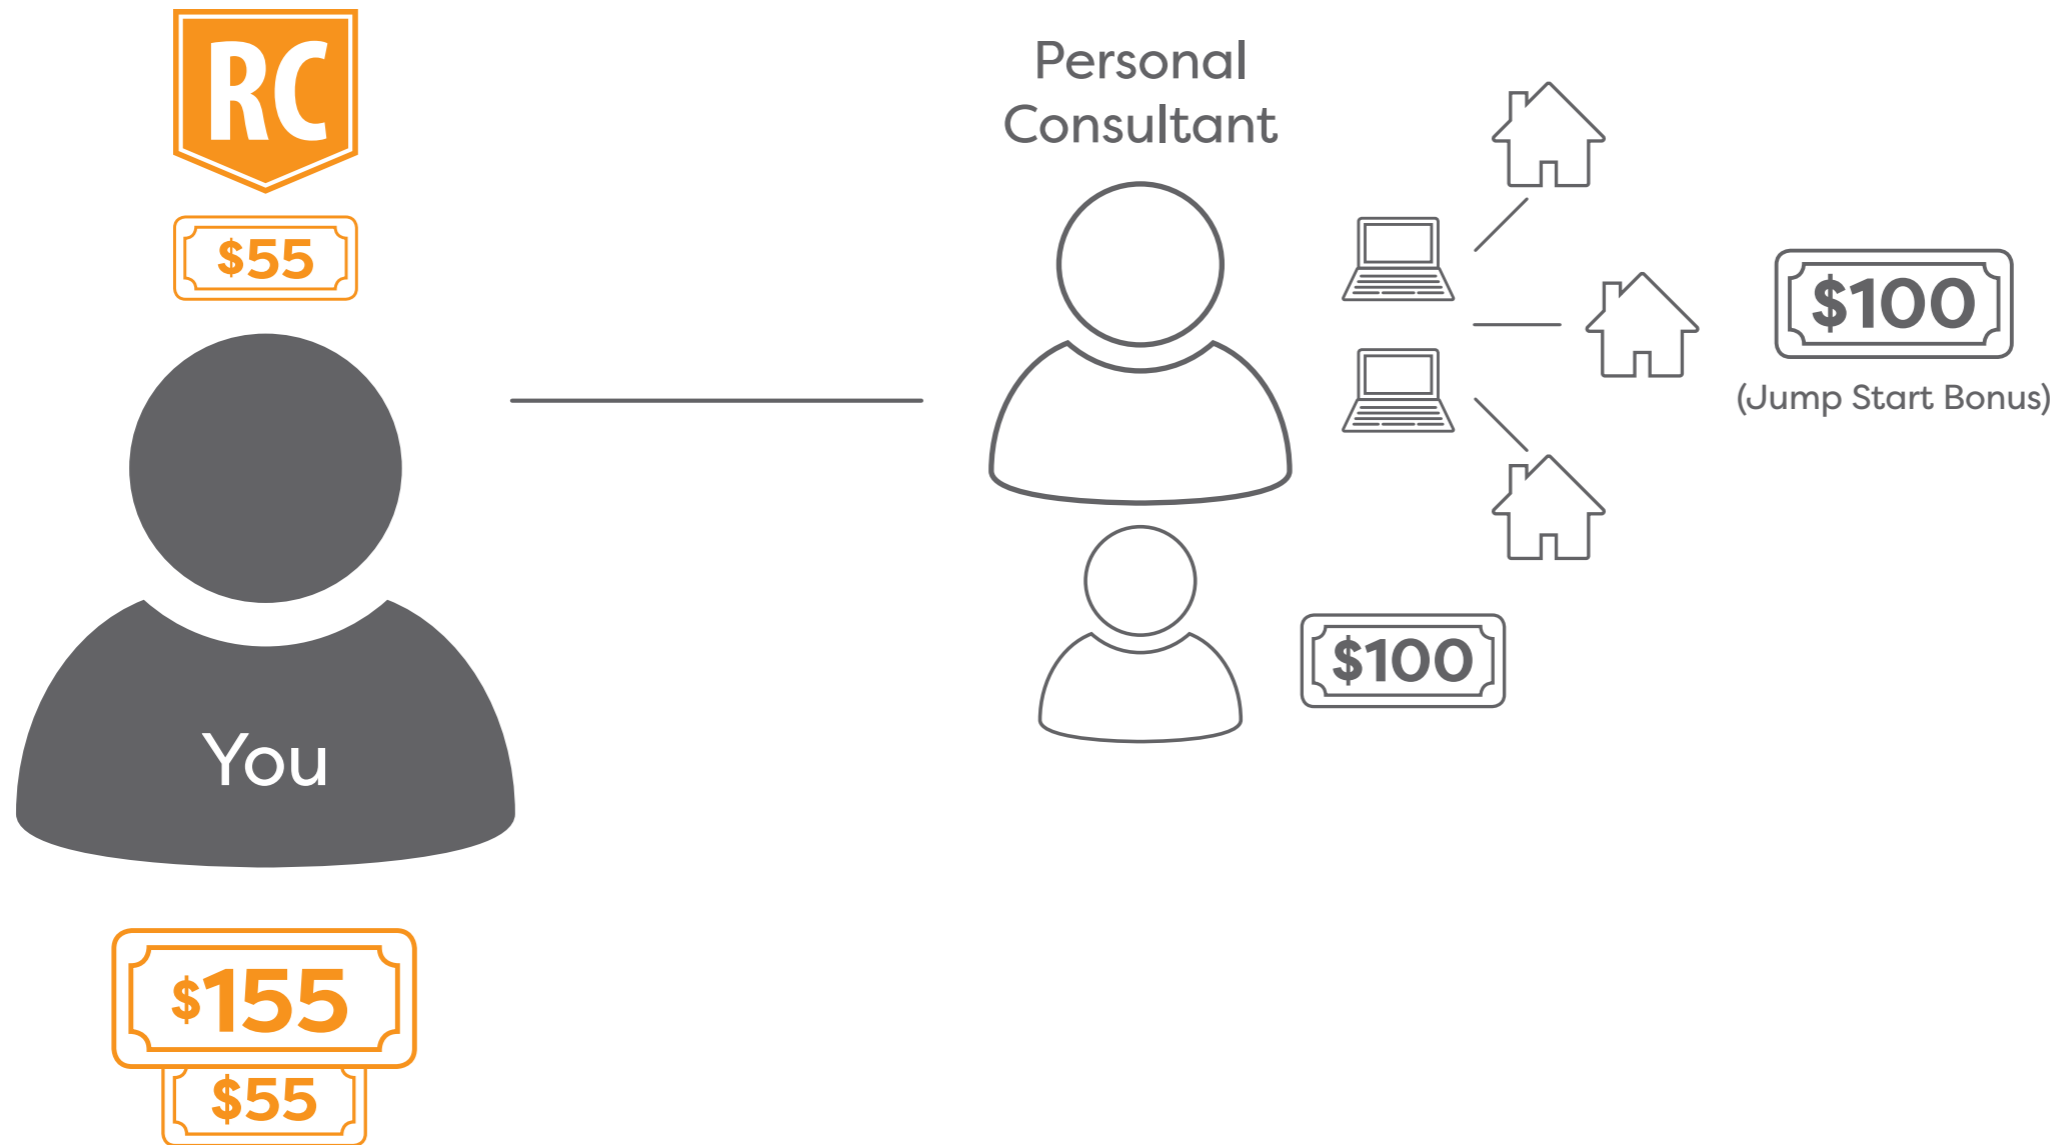 RC
$55
You
$155
$55
Personal
Consultant
$100
(Jump Start Bonus)
$100